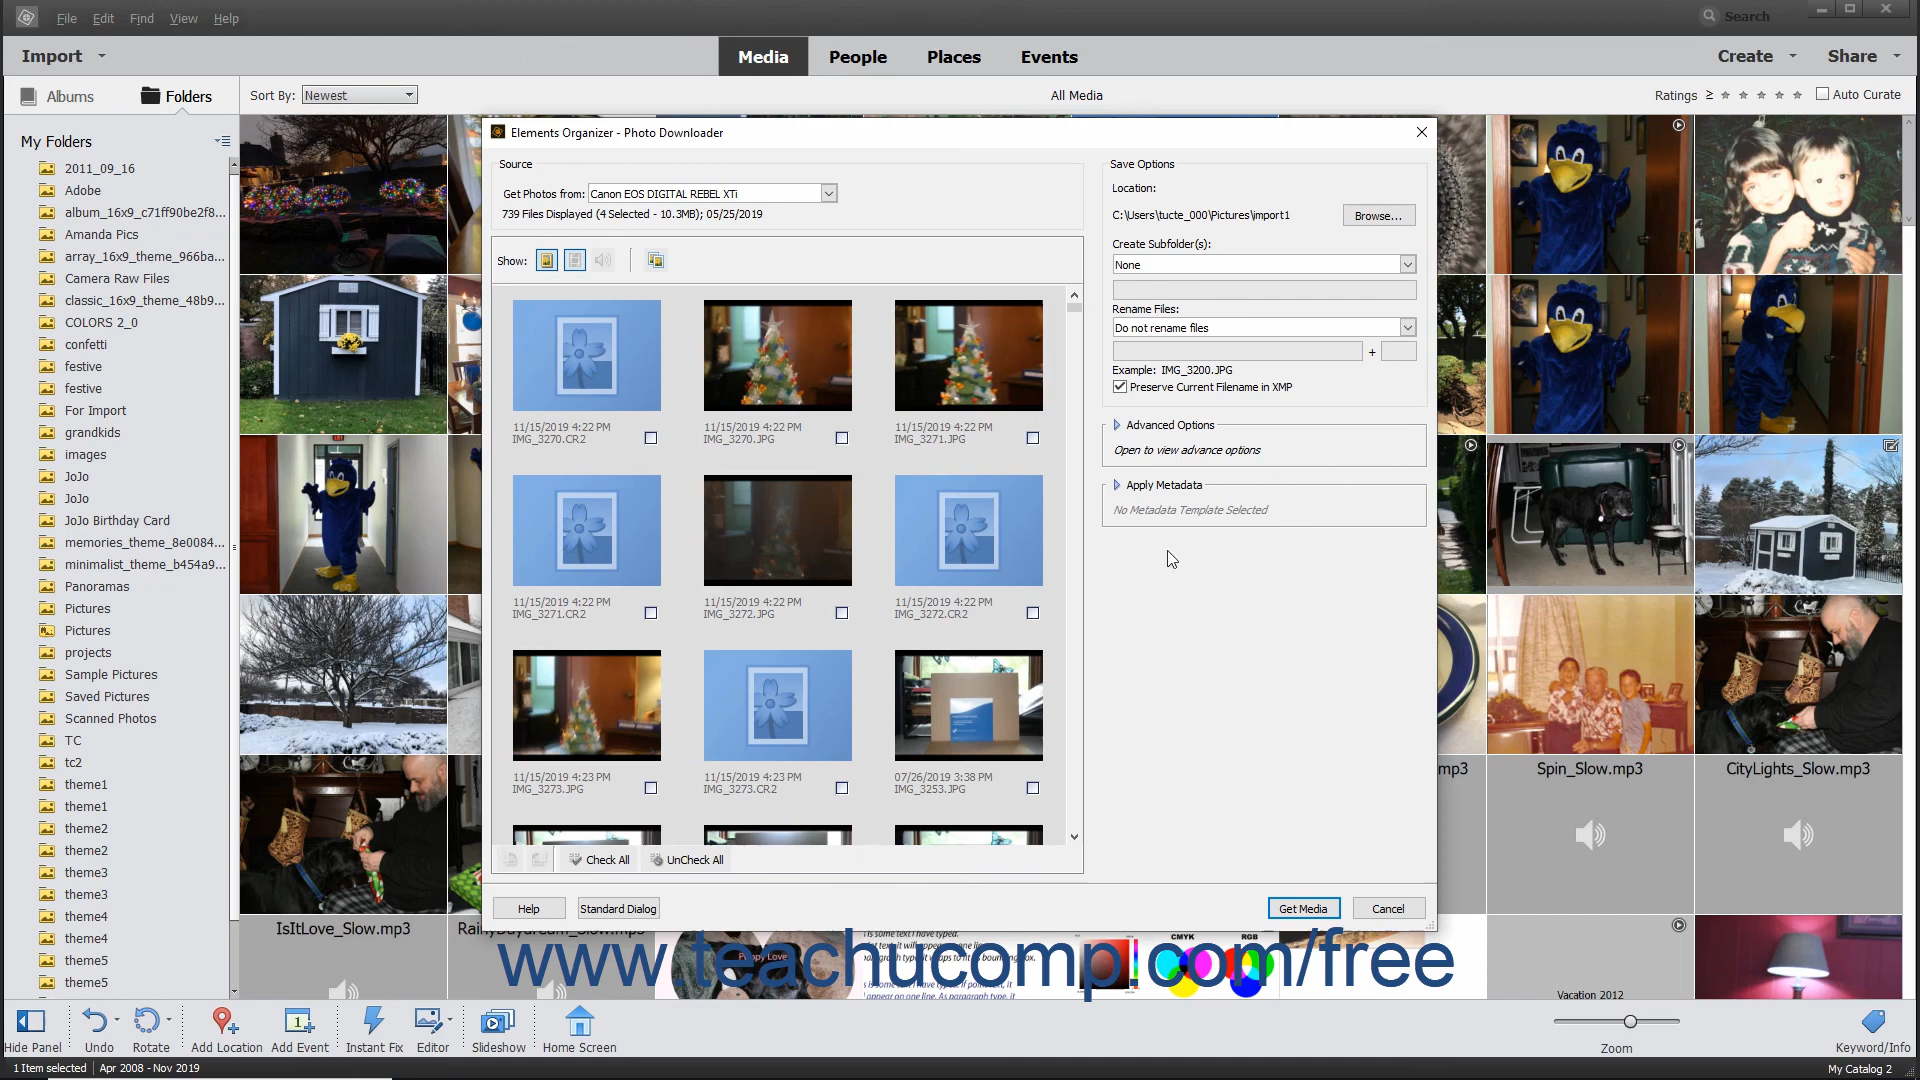 File Edit Find View Help
Search
Import
Media People Places Events
Create Share
Albums Folders
Sort By: Newest
All Media
Ratings ≥
Auto Curate
My Folders
2011_09_16
Adobe
album_16x9_c71ff90be2f8...
Amanda Pics
array_16x9_theme_966ba...
Camera Raw Files
classic_16x9_theme_48b9...
COLORS 2_0
confetti
festive
festive
For Import
grandkids
images
JoJo
JoJo
JoJo Birthday Card
memories_theme_8e0084...
minimalist_theme_b454a9...
Panoramas
Pictures
Pictures
projects
Sample Pictures
Saved Pictures
Scanned Photos
TC
tc2
theme1
theme1
theme2
theme2
theme3
theme3
theme4
theme4
theme5
theme5
Elements Organizer - Photo Downloader
Source
Get Photos from: Canon EOS DIGITAL REBEL XTi
739 Files Displayed (4 Selected - 10.3MB); 05/25/2019
Show:
11/15/2019 4:22 PM
IMG_3270.CR2
11/15/2019 4:22 PM
IMG_3270.JPG
11/15/2019 4:22 PM
IMG_3271.JPG
11/15/2019 4:22 PM
IMG_3271.CR2
11/15/2019 4:22 PM
IMG_3272.JPG
11/15/2019 4:22 PM
IMG_3272.CR2
11/15/2019 4:23 PM
IMG_3273.JPG
11/15/2019 4:23 PM
IMG_3273.CR2
07/26/2019 3:38 PM
IMG_3253.JPG
Check All UnCheck All
Help Standard Dialog
Get Media Cancel
Save Options
Location:
C:\Users\tucte_000\Pictures\import1
Browse...
Create Subfolder(s):
None
Rename Files:
Do not rename files
+
Example: IMG_3200.JPG
Preserve Current Filename in XMP
Advanced Options
Open to view advance options
Apply Metadata
No Metadata Template Selected
mp3
Spin_Slow.mp3
CityLights_Slow.mp3
IsItLove_Slow.mp3
RainyDaydream_Slow.mp3
Puppy Love
CMYK RGB
Vacation 2012
www.teachucomp.com/free
Hide Panel Undo Rotate Add Location Add Event Instant Fix Editor Slideshow Home Screen
Zoom
Keyword/Info
1 Item selected Apr 2008 - Nov 2019
My Catalog 2